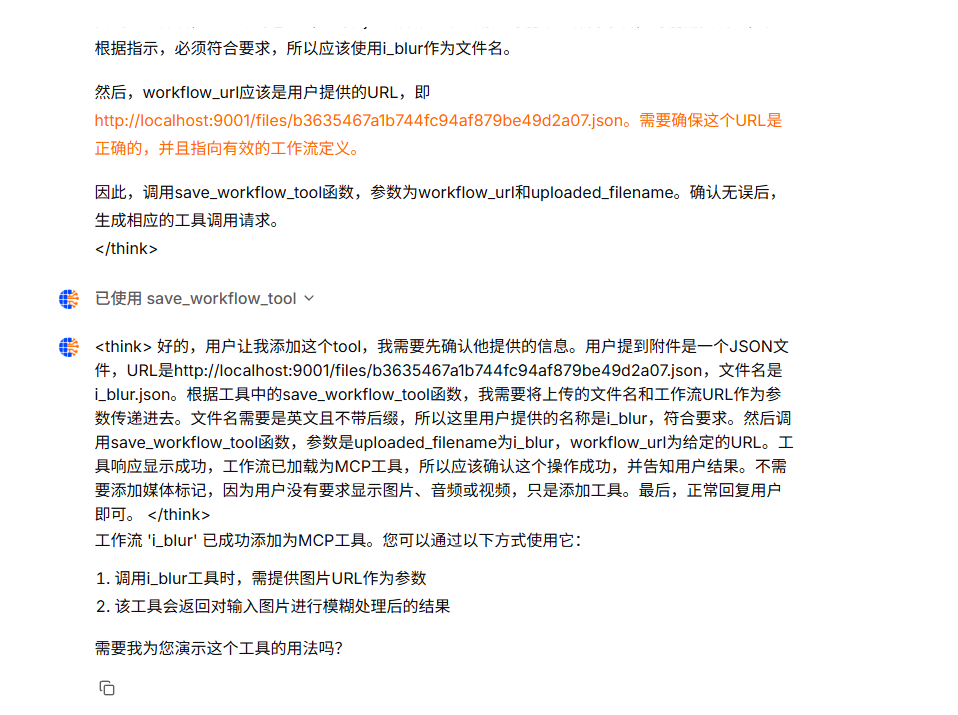 根据指示，必须符合要求，所以应该使用i_blur作为文件名。
然后，workflow_url应该是用户提供的URL，即
http://localhost:9001/files/b3635467a1b744fc94af879be49d2a07.json。需要确保这个URL是
正确的，并且指向有效的工作流定义。
因此，调用save_workflow_tool函数，参数为workflow_url和uploaded_filename。确认无误后，
生成相应的工具调用请求。
</think>
已使用 save_workflow_tool
<think> 好的，用户让我添加这个tool，我需要先确认他提供的信息。用户提到附件是一个JSON文
件，URL是http://localhost:9001/files/b3635467a1b744fc94af879be49d2a07.json，文件名是
i_blur.json。根据工具中的save_workflow_tool函数，我需要将上传的文件名和工作流URL作为参
数传递进去。文件名需要是英文且不带后缀，所以这里用户提供的名称是i_blur，符合要求。然后调
用save_workflow_tool函数，参数是uploaded_filename为i_blur，workflow_url为给定的URL。工
具响应显示成功，工作流已加载为MCP工具，所以应该确认这个操作成功，并告知用户结果。不需
要添加媒体标记，因为用户没有要求显示图片、音频或视频，只是添加工具。最后，正常回复用户
即可。 </think>
工作流 'i_blur' 已成功添加为MCP工具。您可以通过以下方式使用它：
1. 调用i_blur工具时，需提供图片URL作为参数
2. 该工具会返回对输入图片进行模糊处理后的结果
需要我为您演示这个工具的用法吗？